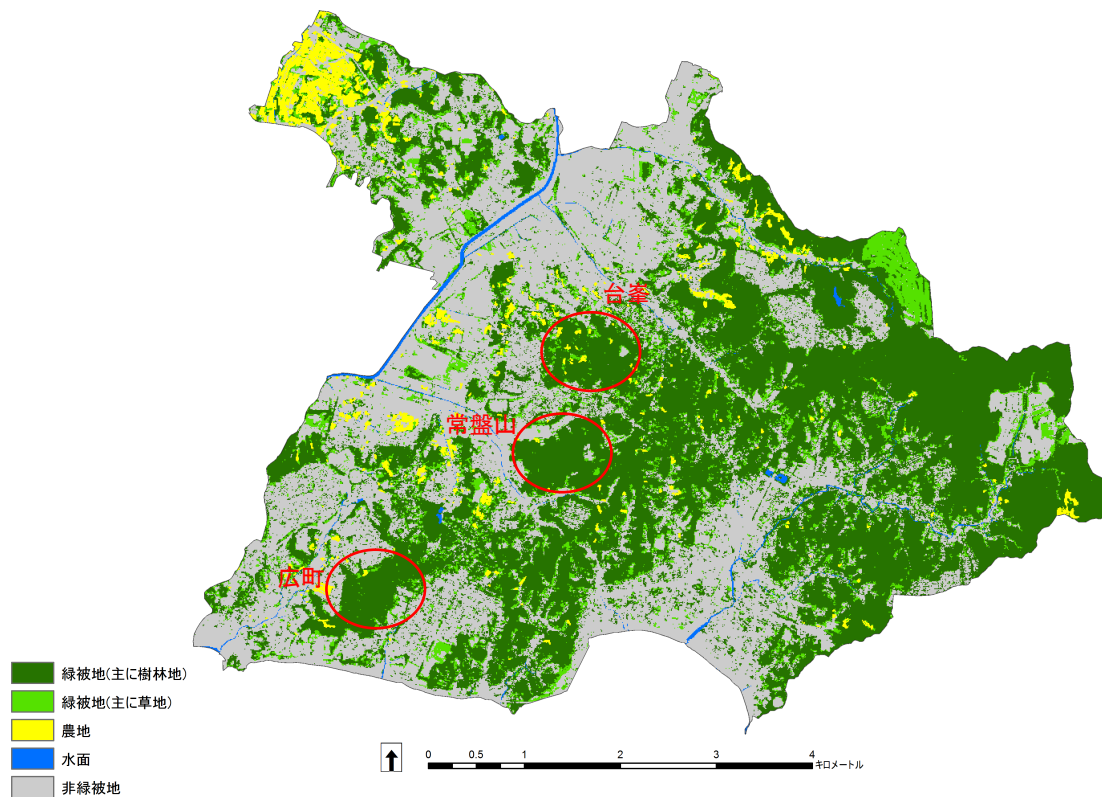 台峯
常盤山
広町
緑被地(主に樹林地)
緑被地(主に草地)
農地
水面
非緑被地
0 0.5 1 2 3 4
キロメートル